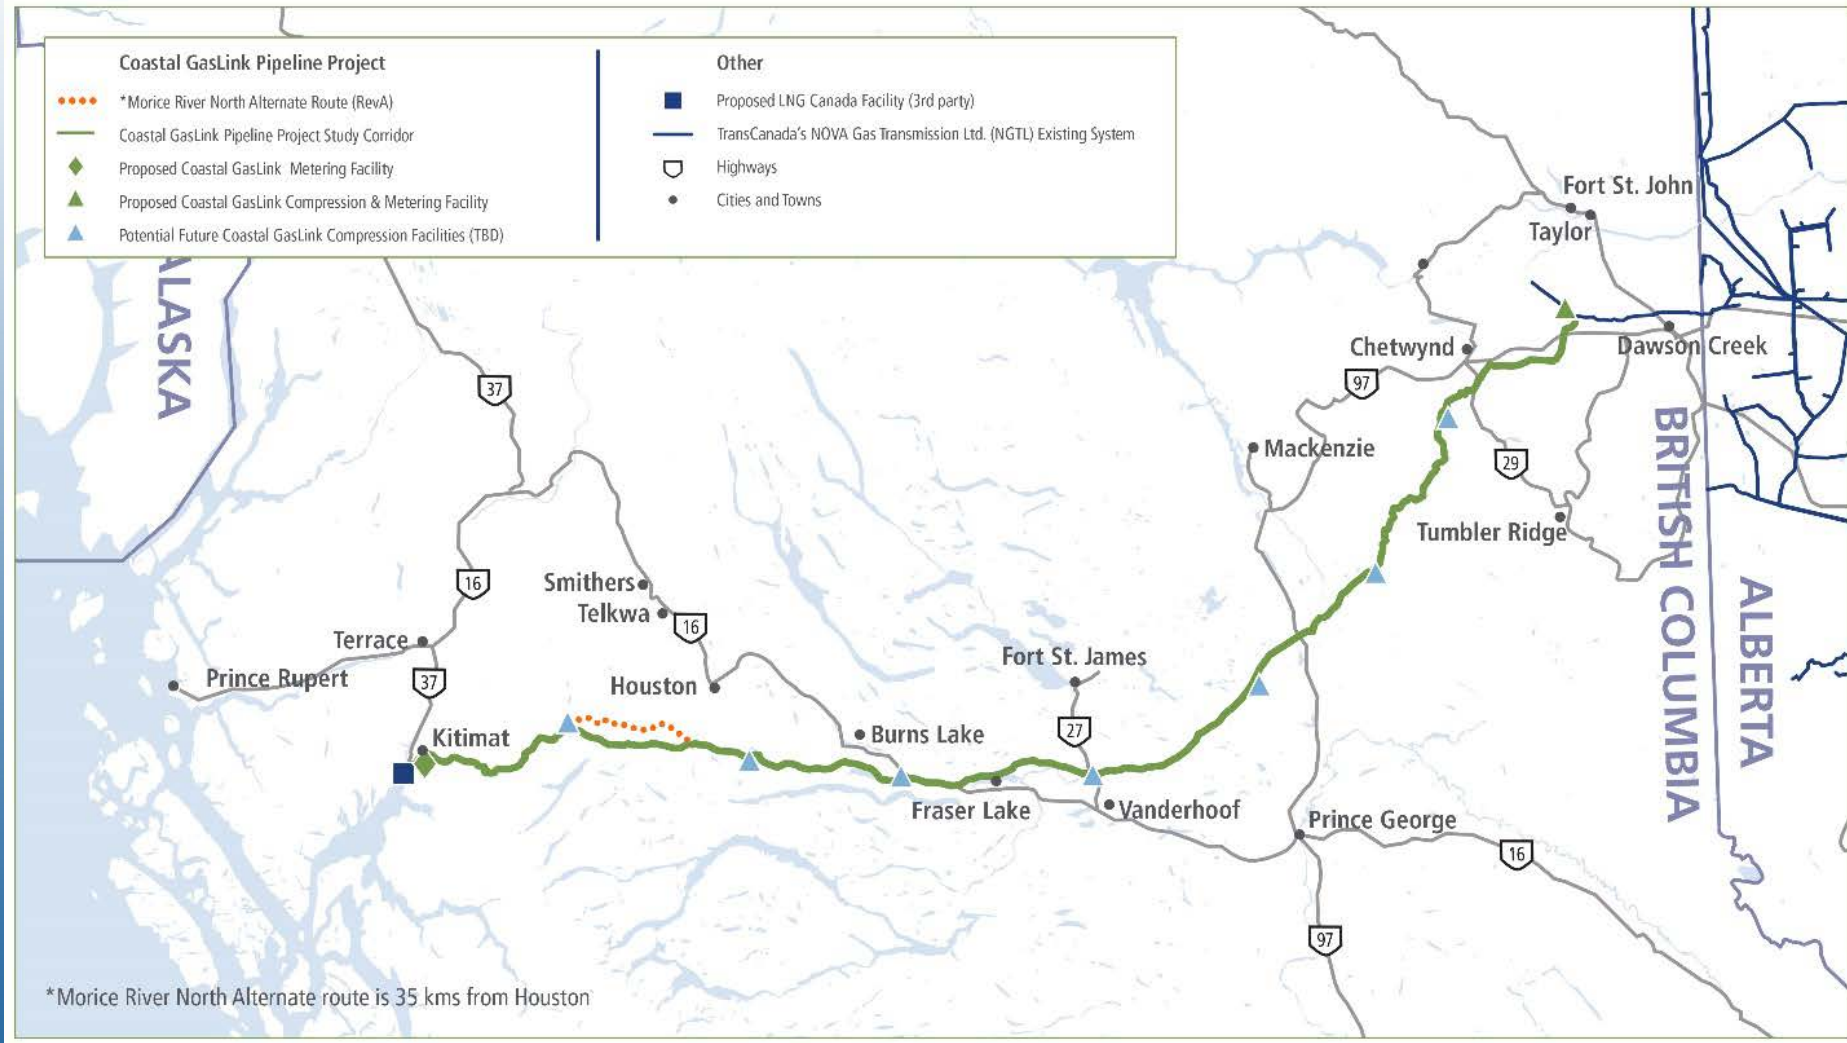 Coastal GasLink Pipeline Project
*Morice River North Alternate Route (RevA)
Coastal GasLink Pipeline Project Study Corridor
Proposed Coastal GasLink Metering Facility
Proposed Coastal GasLink Compression & Metering Facility
Potential Future Coastal GasLink Compression Facilities (TBD)
Other
Proposed LNG Canada Facility (3rd party)
TransCanada's NOVA Gas Transmission Ltd. (NGTL) Existing System
Highways
Cities and Towns
ALASKA
Fort St. John
Taylor
Chetwynd
Dawson Creek
37
97
Mackenzie
29
Tumbler Ridge
BRITISH COLUMBIA
ALBERTA
16
Smithers
Telkwa
16
Terrace
Prince Rupert
37
Houston
Fort St. James
27
Kitimat
Burns Lake
Fraser Lake
Vanderhoof
Prince George
16
97
*Morice River North Alternate route is 35 kms from Houston